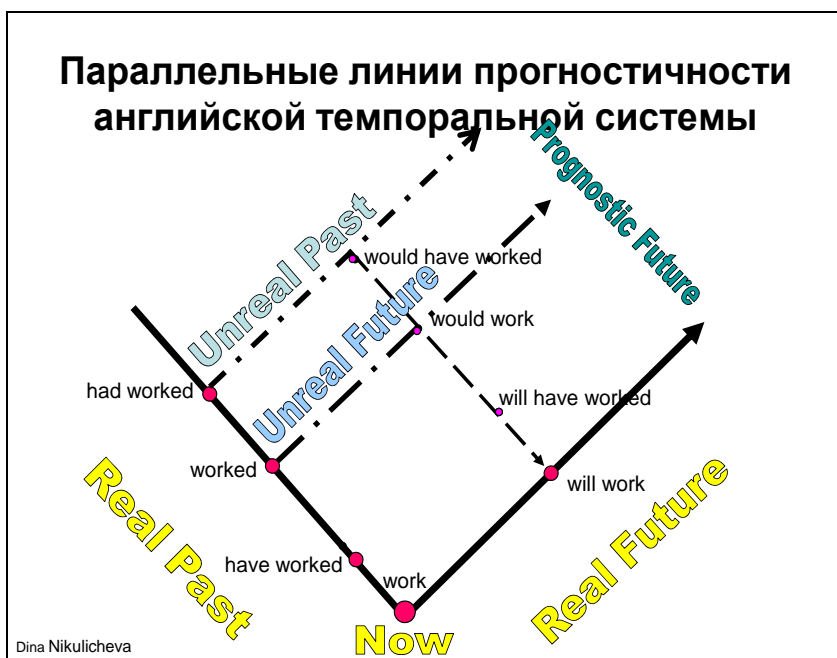 Параллельные линии прогностичности
английской темпоральной системы
Prognostic Future
Unreal Past
would have worked
Unreal Future
would work
had worked
will have worked
worked
will work
Real Past
Real Future
have worked
work
Now
Dina Nikulicheva